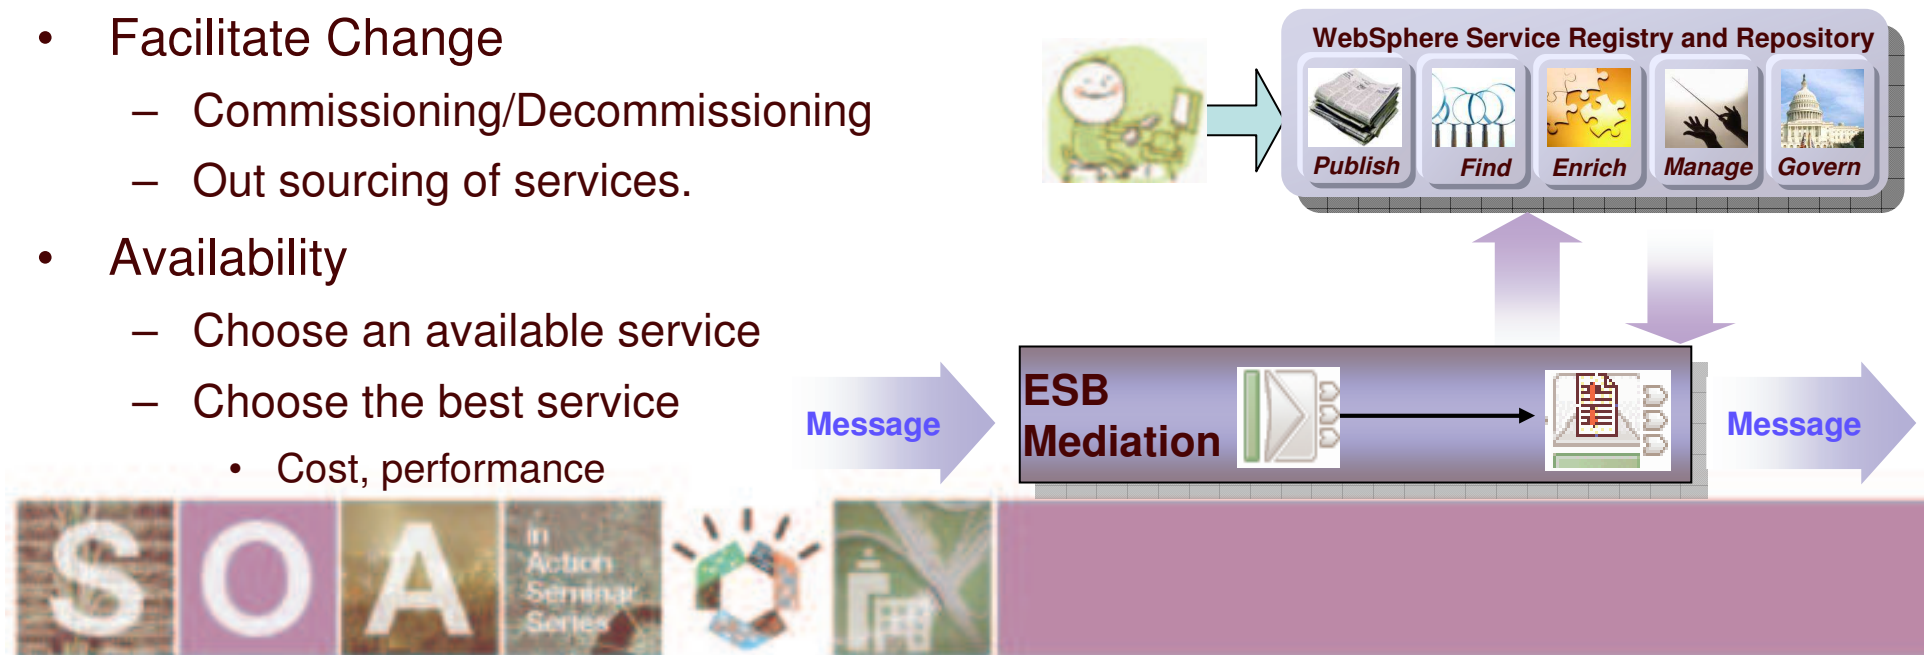 • Facilitate Change
– Commissioning/Decommissioning
– Out sourcing of services.
• Availability
– Choose an available service
– Choose the best service
• Cost, performance
WebSphere Service Registry and Repository
Publish
Find
Enrich
Manage
Govern
Message
ESB
Mediation
Message
S O A
in
Action
Seminar
Series